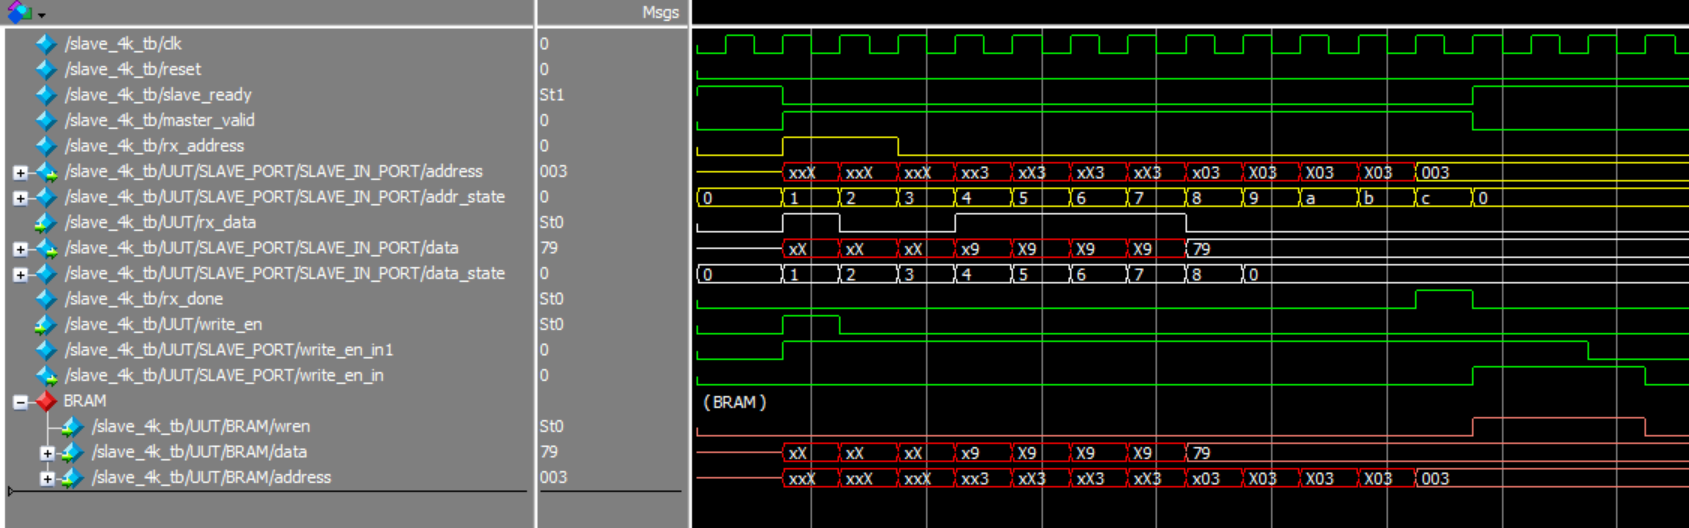 Msgs
/slave_4k_tb/clk 0
/slave_4k_tb/reset 0
/slave_4k_tb/slave_ready St1
/slave_4k_tb/master_valid 0
/slave_4k_tb/rx_address 0
/slave_4k_tb/UUT/SLAVE_PORT/SLAVE_IN_PORT/address 003 xxX xxX xxX xx3 xX3 xX3 xX3 x03 X03 X03 X03 003
/slave_4k_tb/UUT/SLAVE_PORT/SLAVE_IN_PORT/addr_state 0 0 1 2 3 4 5 6 7 8 9 a b c 0
/slave_4k_tb/UUT/rx_data St0
/slave_4k_tb/UUT/SLAVE_PORT/SLAVE_IN_PORT/data 79 xX xX xX x9 X9 X9 X9 79
/slave_4k_tb/UUT/SLAVE_PORT/SLAVE_IN_PORT/data_state 0 0 1 2 3 4 5 6 7 8 0
/slave_4k_tb/rx_done St0
/slave_4k_tb/UUT/write_en St0
/slave_4k_tb/UUT/SLAVE_PORT/write_en_in1 0
/slave_4k_tb/UUT/SLAVE_PORT/write_en_in 0
BRAM (BRAM)
/slave_4k_tb/UUT/BRAM/wren St0
/slave_4k_tb/UUT/BRAM/data 79 xX xX xX x9 X9 X9 X9 79
/slave_4k_tb/UUT/BRAM/address 003 xxX xxX xxX xx3 xX3 xX3 xX3 x03 X03 X03 X03 003